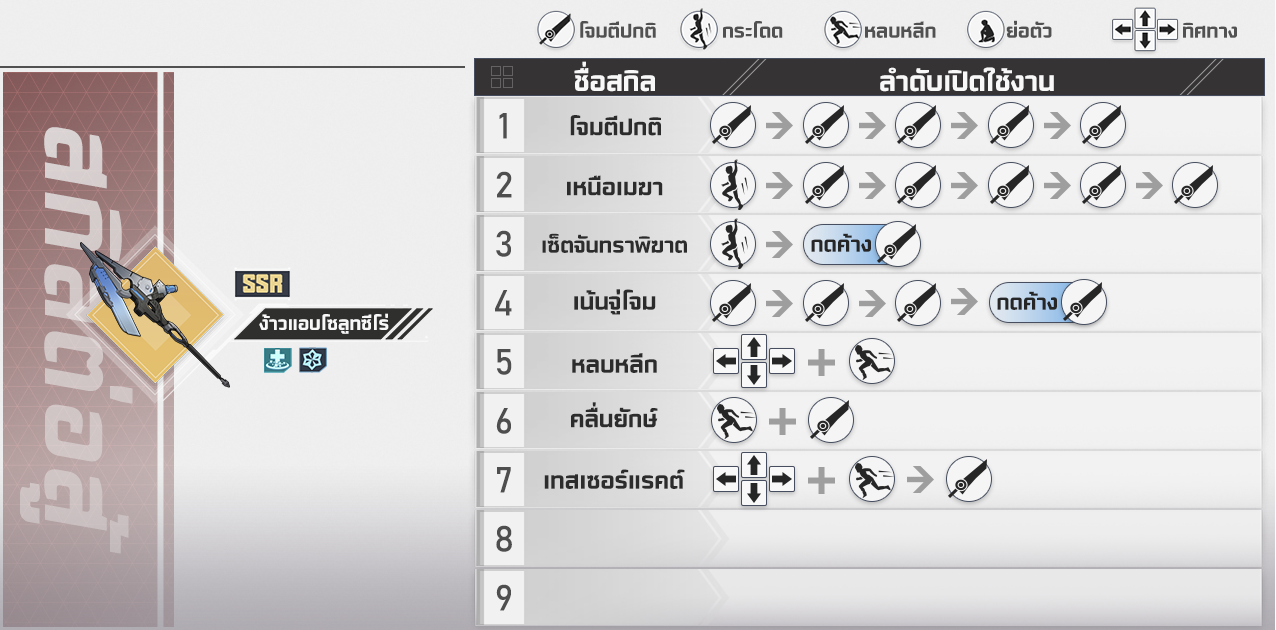 โจมตีปกติ กระโดด หลบหลีก ย่อตัว ทิศทาง
ชื่อสกิล ลำดับเปิดใช้งาน
สกิลต่อสู้
SSR
ง้าวแอบโซลูทซีโร่
1 โจมตีปกติ
2 เหนือเมฆา
3 เซ็ตจันทราพิฆาต กดค้าง
4 เน้นจู่โจม กดค้าง
5 หลบหลีก
6 คลื่นยักษ์
7 เทสเซอร์แรคต์
8
9